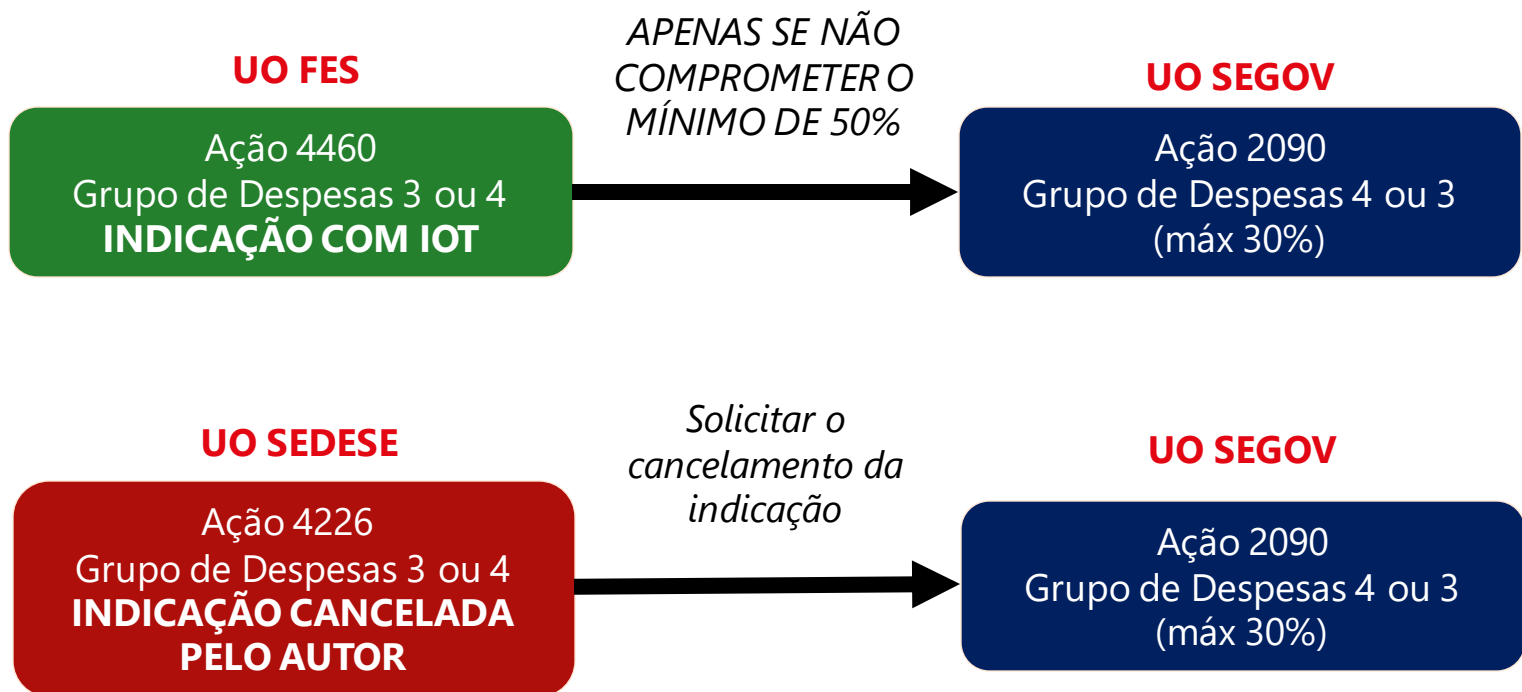 UO FES
Ação 4460
Grupo de Despesas 3 ou 4
INDICAÇÃO COM IOT
APENAS SE NÃO
COMPROMETER O
MÍNIMO DE 50%
UO SEGOV
Ação 2090
Grupo de Despesas 4 ou 3
(máx 30%)
UO SEDESE
Ação 4226
Grupo de Despesas 3 ou 4
INDICAÇÃO CANCELADA
PELO AUTOR
Solicitar o
cancelamento da
indicação
UO SEGOV
Ação 2090
Grupo de Despesas 4 ou 3
(máx 30%)